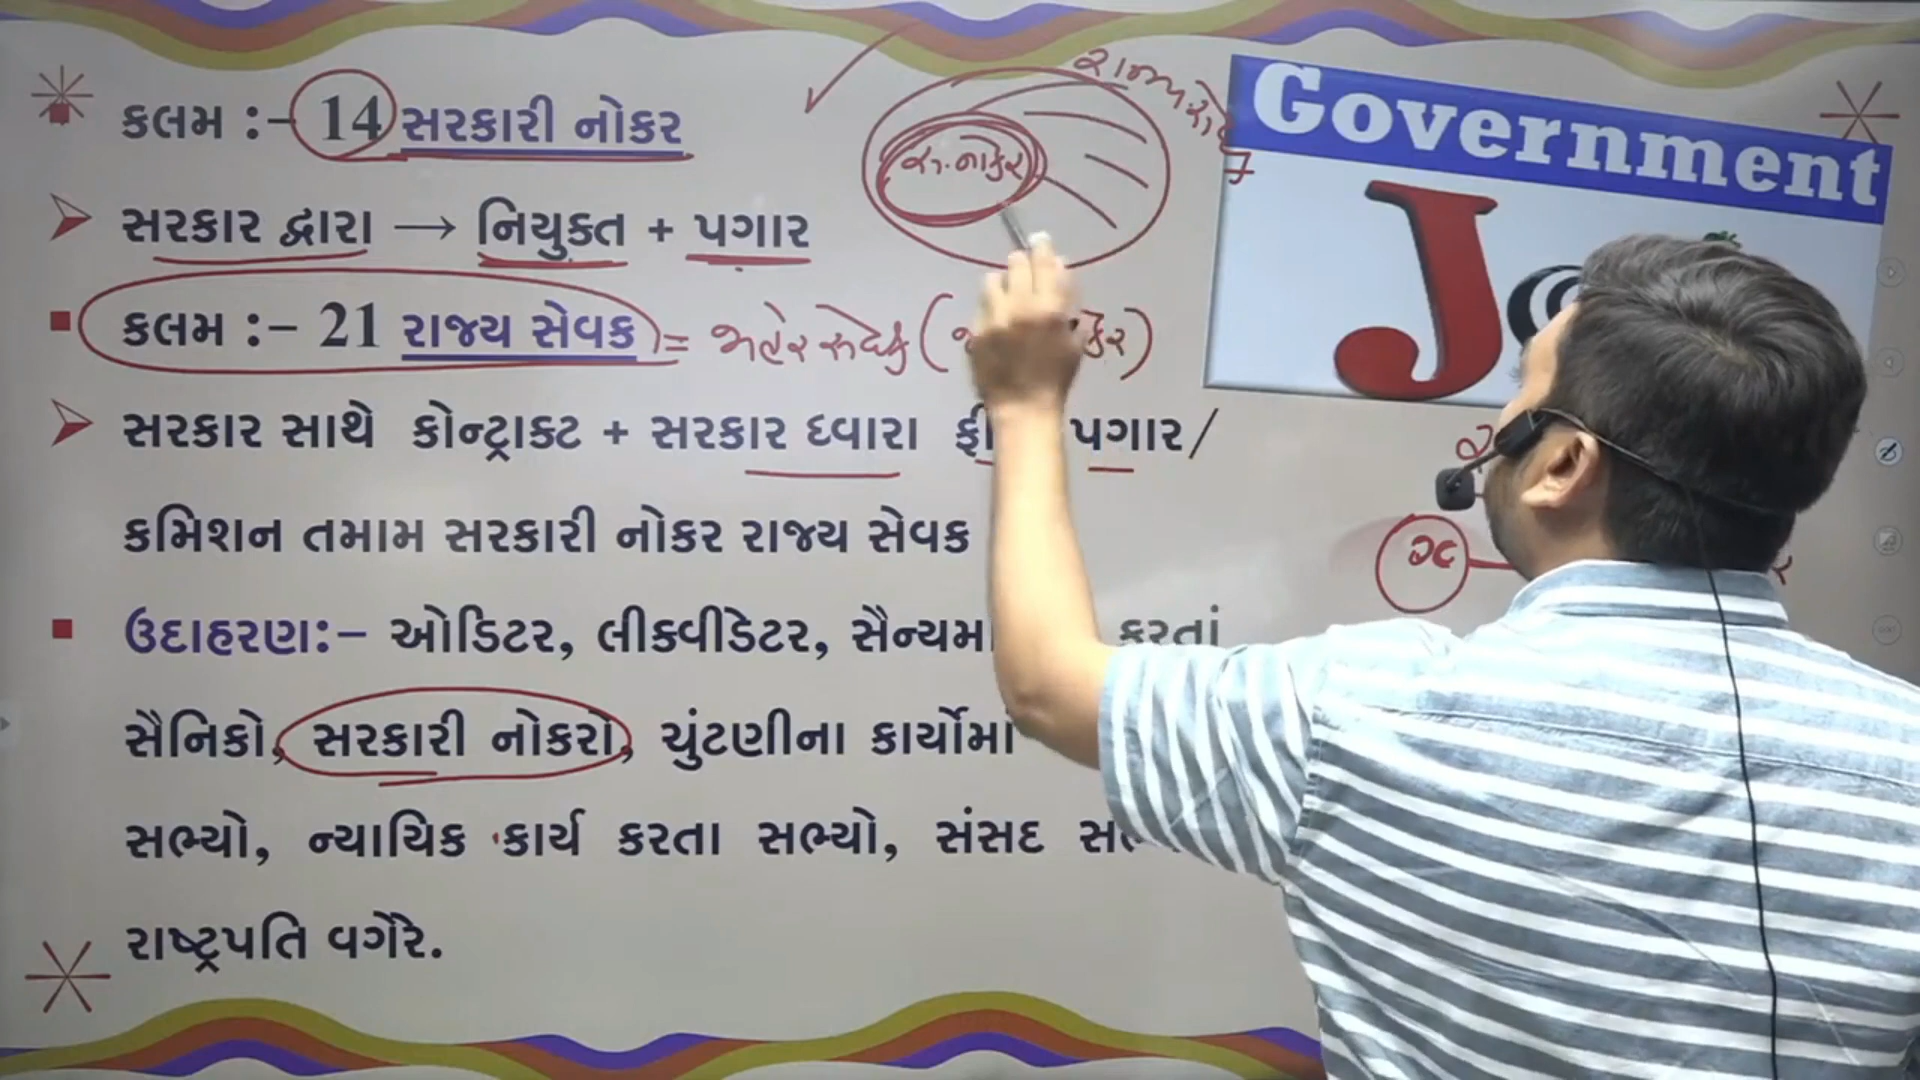 કલમ :- 14 સરકારી નોકર
સરકાર દ્વારા → નિયુક્ત + પગાર
સ. નોકર
Government
J
કલમ :- 21 રાજ્ય સેવક = જાહેર સેવક (
સરકાર સાથે કોન્ટ્રાક્ટ + સરકાર ધ્વારા પગાર/
કમિશન તમામ સરકારી નોકર રાજ્ય સેવક
ઉદાહરણ:- ઓડિટર, લીક્વીડેટર, કરતાં
સૈનિકો, સરકારી નોકરો, ચુંટણીના કાર્યોમાં
સભ્યો, ન્યાયિક કાર્ય કરતા સભ્યો, સંસદ
રાષ્ટ્રપતિ વગેરે.